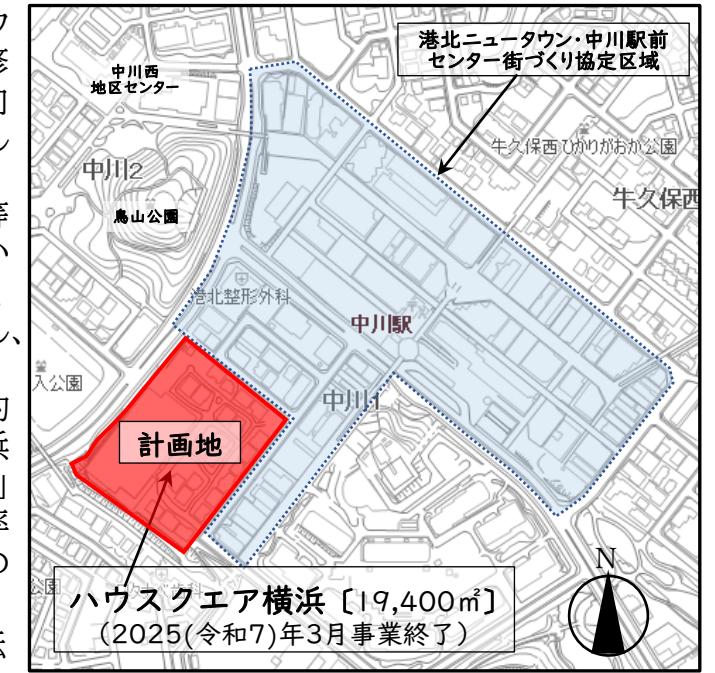 港北ニュータウン・中川駅前
センター街づくり協定区域
中川西
地区センター
牛久保西ひかりがおか公園
中川2
牛久保西
鳥山公園
港北整形外科
中川駅
入公園
中川1
計画地
N
公園
ハウスクエア横浜〔19,400㎡〕
(2025(令和7)年3月事業終了)